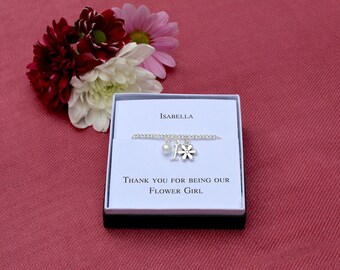 Isabella
Thank you for being our
Flower Girl